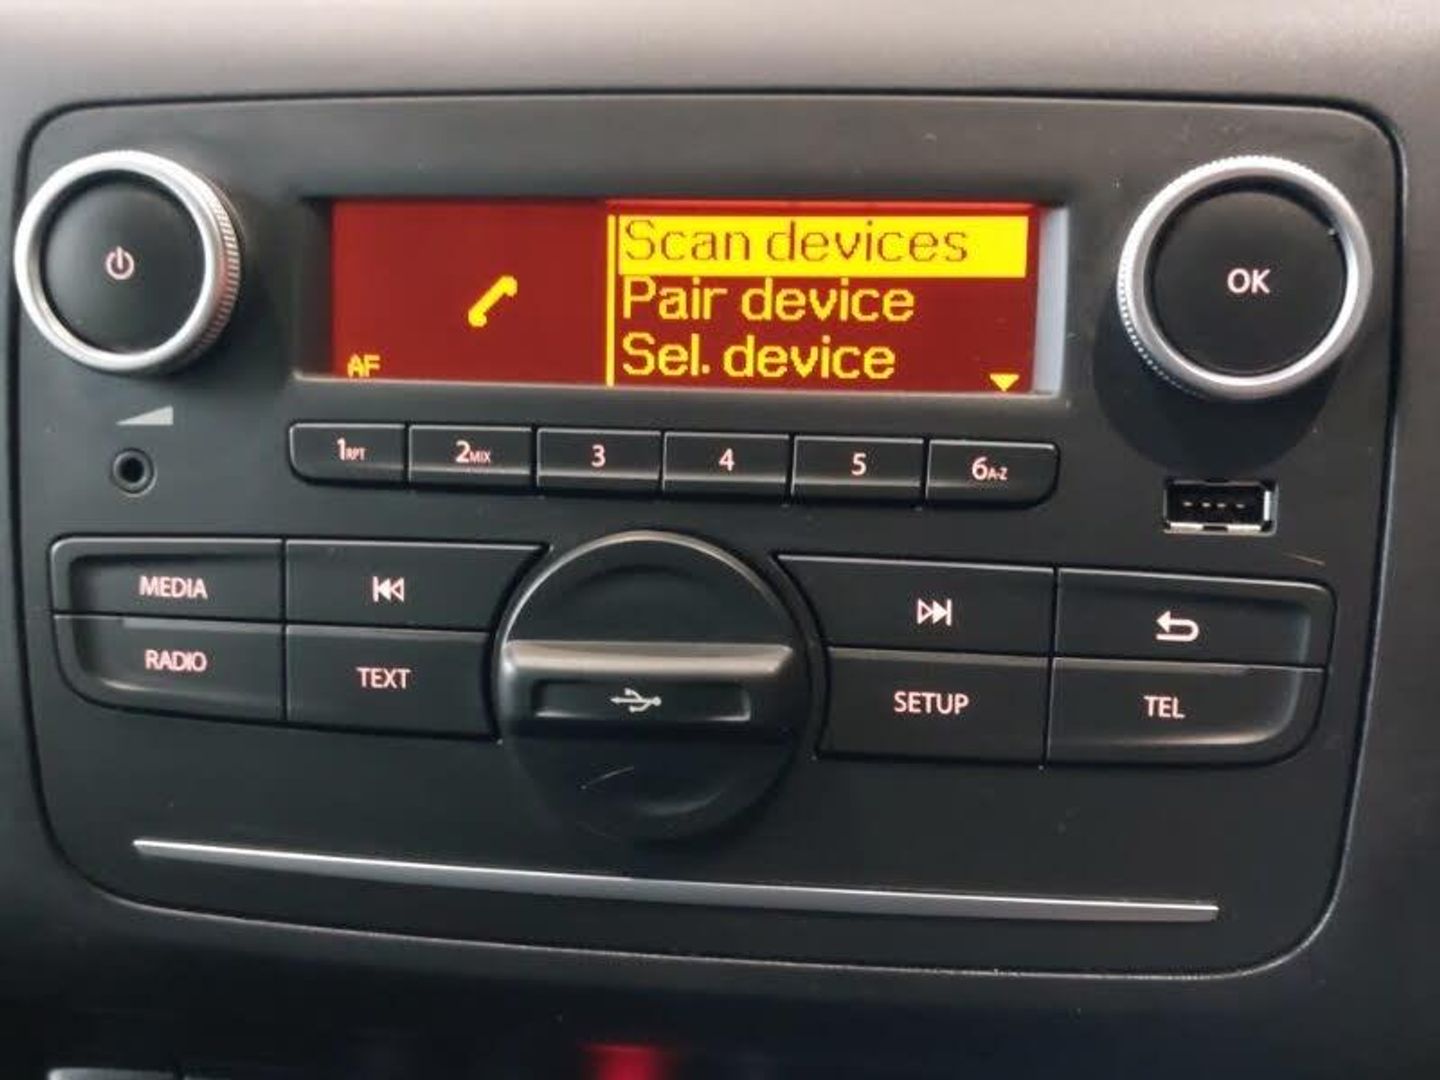 Scan devices
Pair device
Sel. device
AF
OK
1RPT
2MIX
3
4
5
6A-Z
MEDIA
RADIO
TEXT
SETUP
TEL